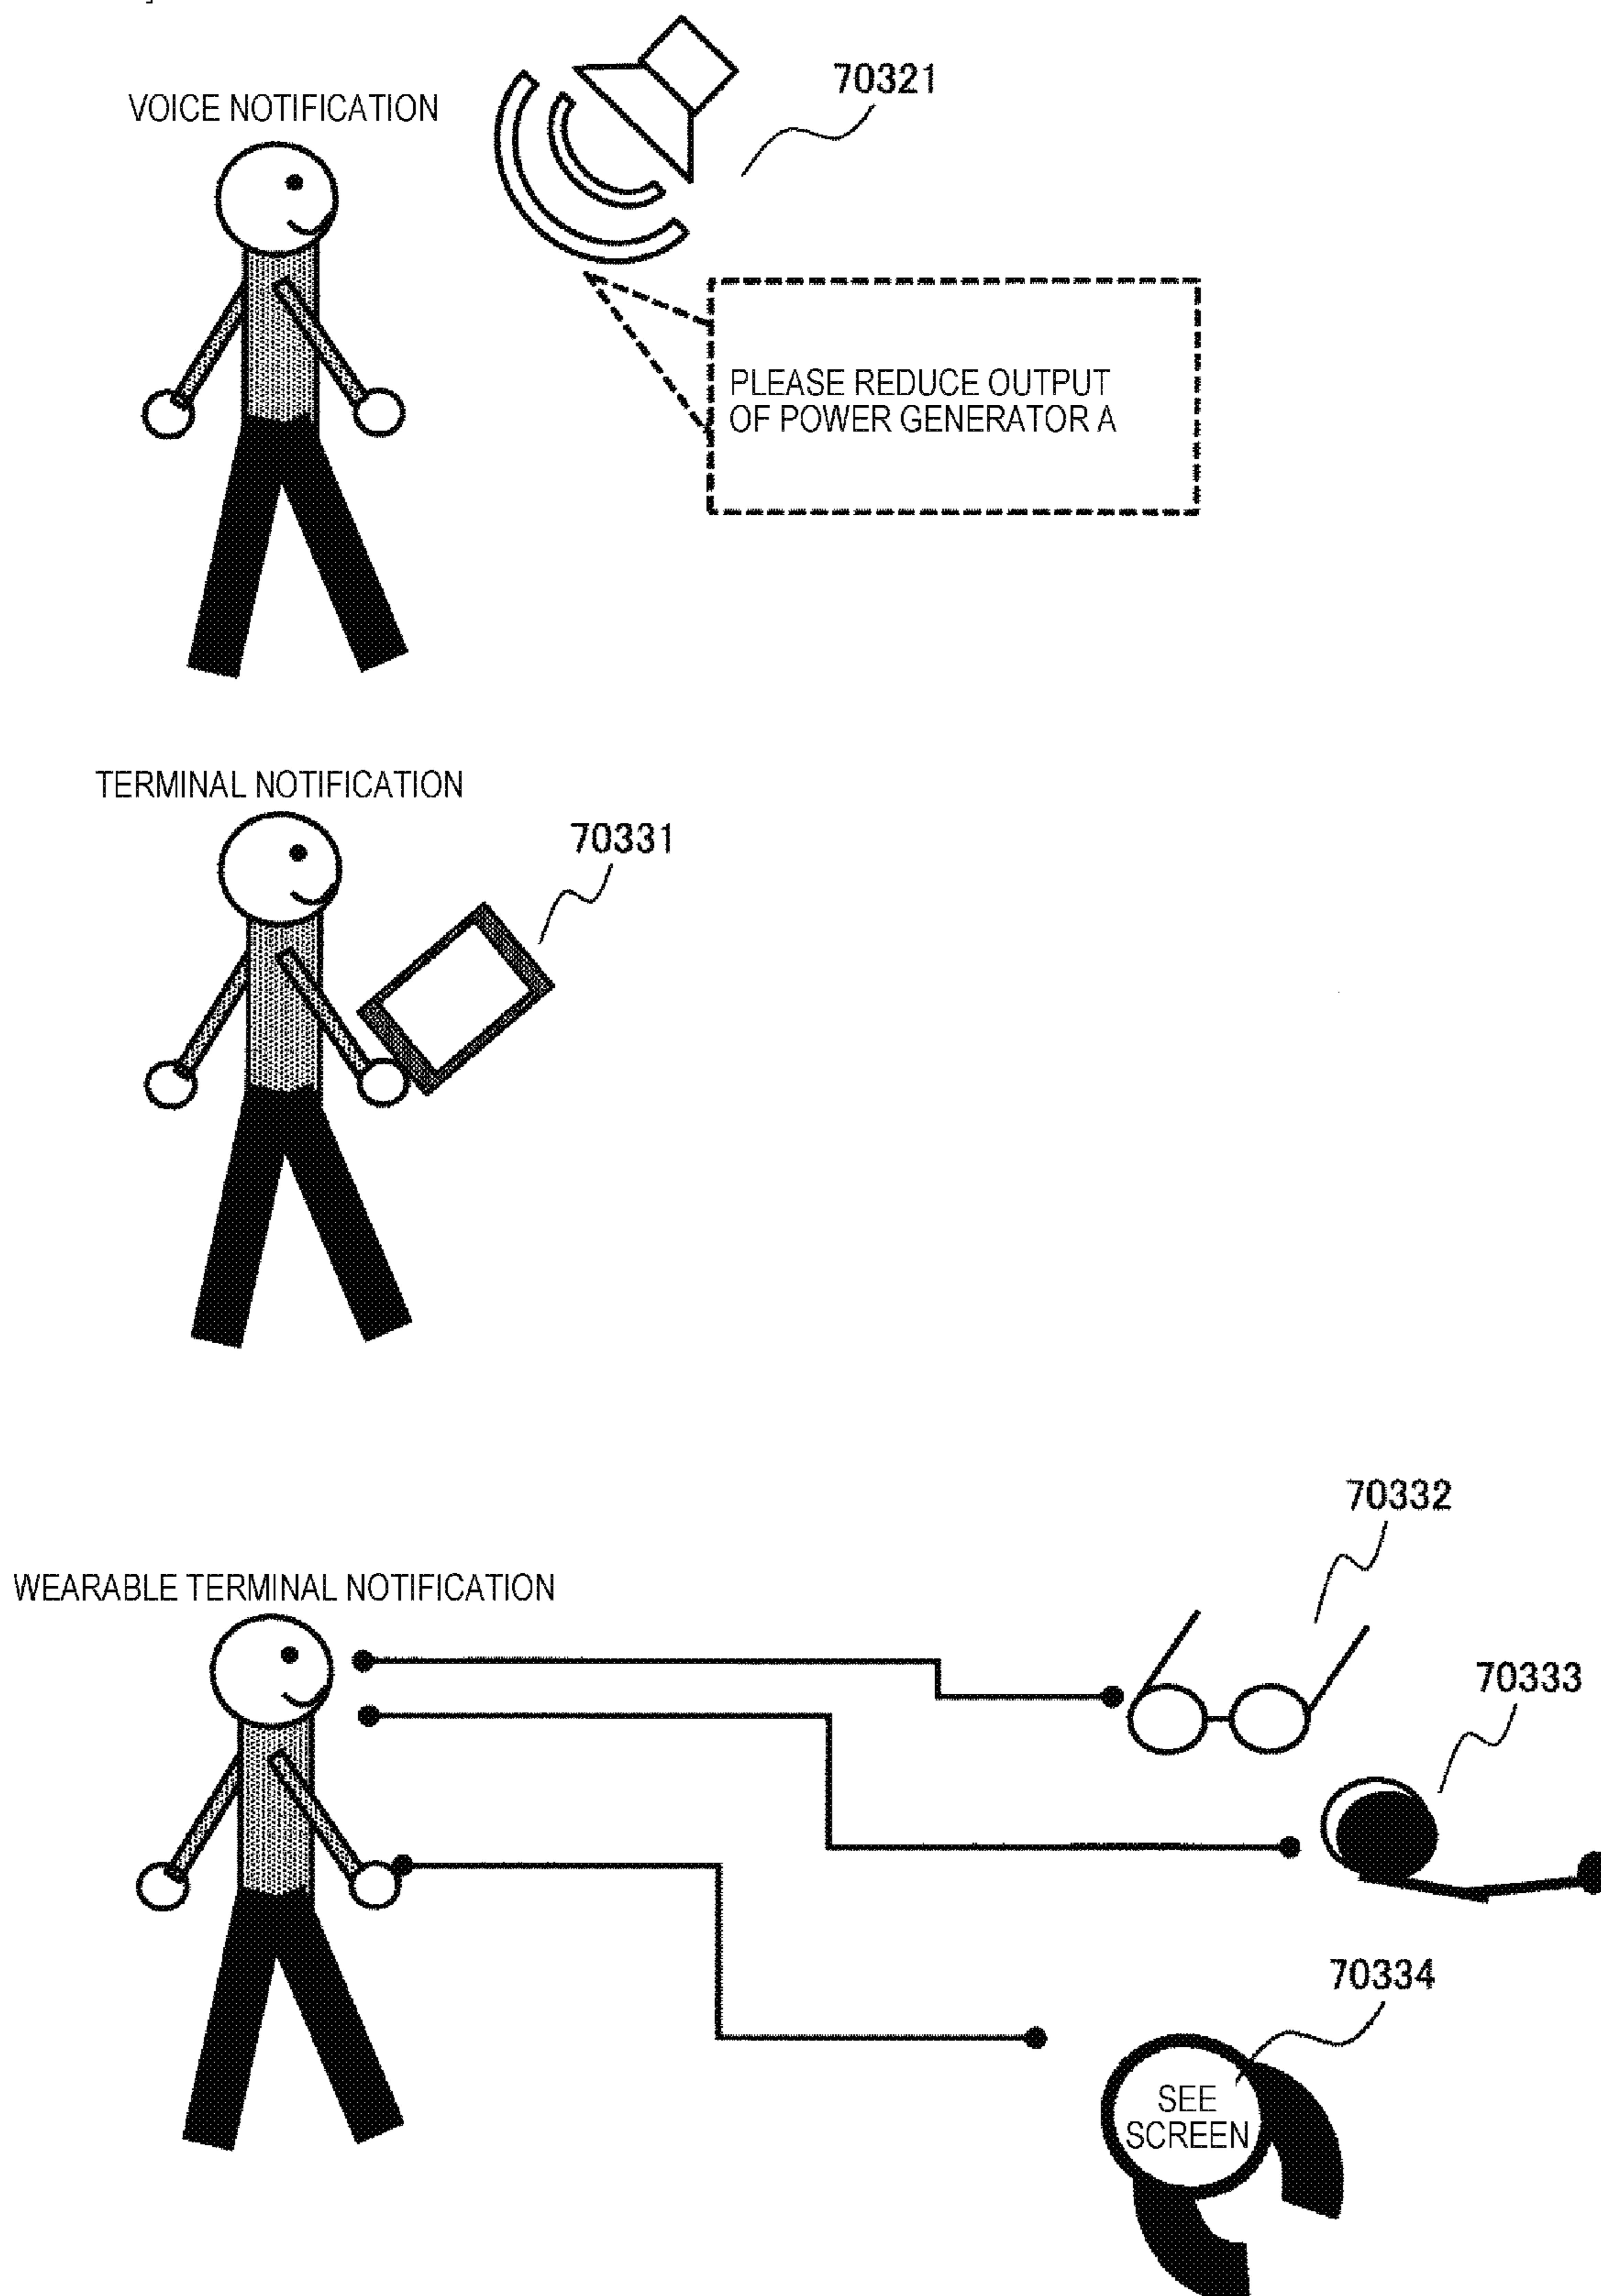 VOICE NOTIFICATION
70321
PLEASE REDUCE OUTPUT
OF POWER GENERATOR A
TERMINAL NOTIFICATION
70331
WEARABLE TERMINAL NOTIFICATION
70332
70333
70334
SEE
SCREEN